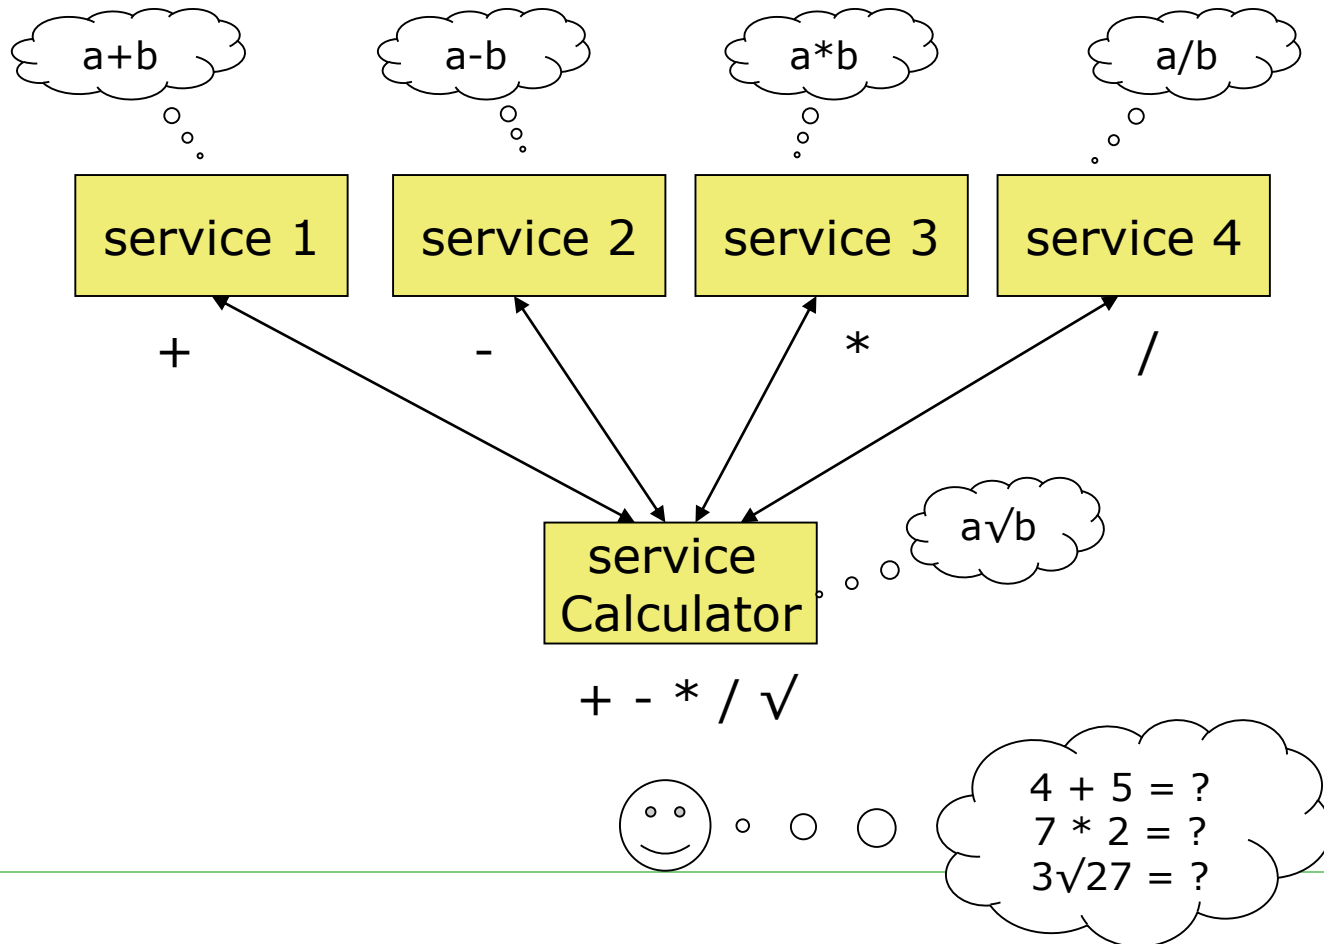 a+b
a-b
a*b
a/b
service 1
service 2
service 3
service 4
+
-
*
/
a√b
service
Calculator
+ - * / √
4 + 5 = ?
7 * 2 = ?
3√27 = ?